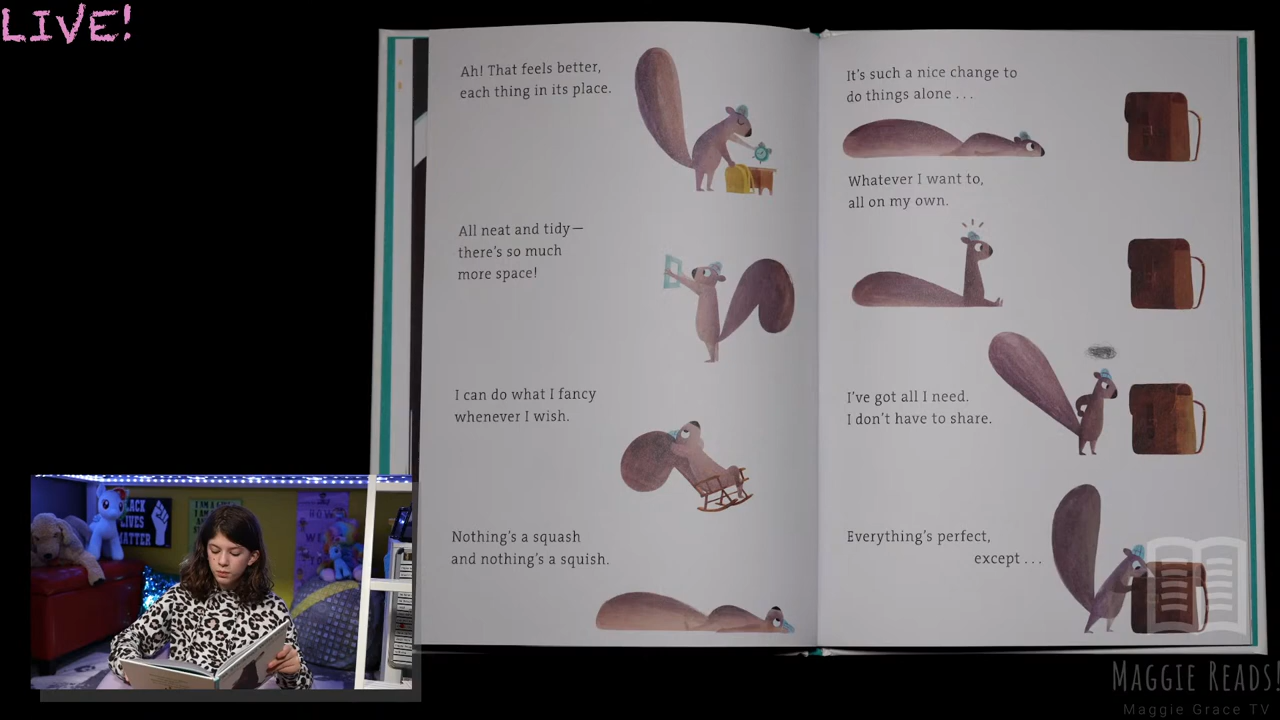 LIVE!
Ah! That feels better,
each thing in its place.
All neat and tidy—
there's so much
more space!
I can do what I fancy
whenever I wish.
Nothing's a squash
and nothing's a squish.
It's such a nice change to
do things alone . . .
Whatever I want to,
all on my own.
I've got all I need.
I don't have to share.
Everything's perfect,
except . . .
BLACK
LIVES
MATTER
MAGGIE READS!
Maggie Grace TV